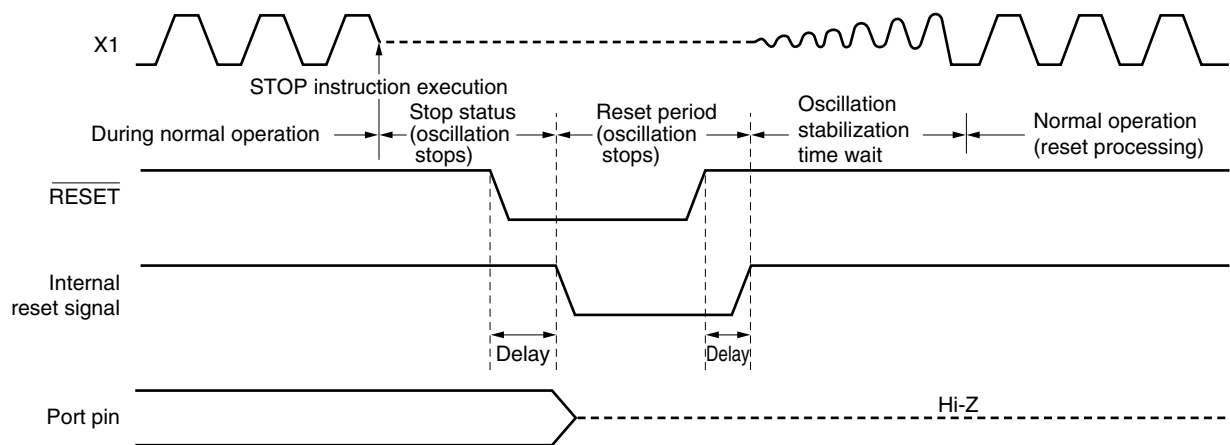 X1
STOP instruction execution
During normal operation
Stop status
(oscillation
stops)
Reset period
(oscillation
stops)
Oscillation
stabilization
time wait
Normal operation
(reset processing)
RESET
Internal
reset signal
Delay
Delay
Port pin
Hi-Z